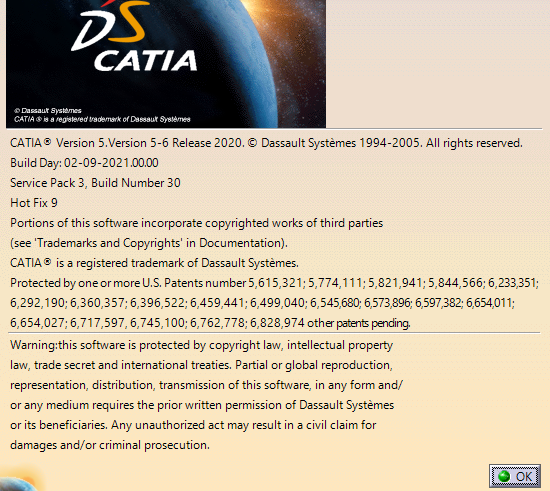 DS
CATIA
© Dassault Systèmes
CATIA ® is a registered trademark of Dassault Systèmes
CATIA® Version 5.Version 5-6 Release 2020. © Dassault Systèmes 1994-2005. All rights reserved.
Build Day: 02-09-2021.00.00
Service Pack 3, Build Number 30
Hot Fix 9
Portions of this software incorporate copyrighted works of third parties
(see 'Trademarks and Copyrights' in Documentation).
CATIA® is a registered trademark of Dassault Systèmes.
Protected by one or more U.S. Patents number 5,615,321; 5,774,111; 5,821,941; 5,844,566; 6,233,351;
6,292,190; 6,360,357; 6,396,522; 6,459,441; 6,499,040; 6,545,680; 6,573,896; 6,597,382; 6,654,011;
6,654,027; 6,717,597, 6,745,100; 6,762,778; 6,828,974 other patents pending.
Warning:this software is protected by copyright law, intellectual property
law, trade secret and international treaties. Partial or global reproduction,
representation, distribution, transmission of this software, in any form and/
or any medium requires the prior written permission of Dassault Systèmes
or its beneficiaries. Any unauthorized act may result in a civil claim for
damages and/or criminal prosecution.
OK